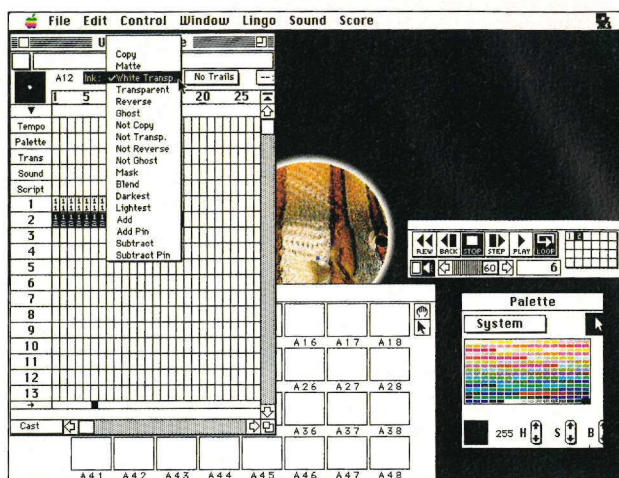 File Edit Control Window Lingo Sound Score
A12 Ink: ✓White Transp. No Trails
Copy
Matte
White Transp.
Transparent
Reverse
Ghost
Not Copy
Not Transp.
Not Reverse
Not Ghost
Mask
Blend
Darkest
Lightest
Add
Add Pin
Subtract
Subtract Pin
1 5 20 25
Tempo
Palette
Trans
Sound
Script
1
2
3
4
5
6
7
8
9
10
11
12
13
Cast
REW BACK STOP STEP PLAY LOOP
60 6
Palette
System
255 H S B
A16 A17 A18
A26 A27 A28
A36 A37 A38
A41 A42 A43 A44 A45 A46 A47 A48